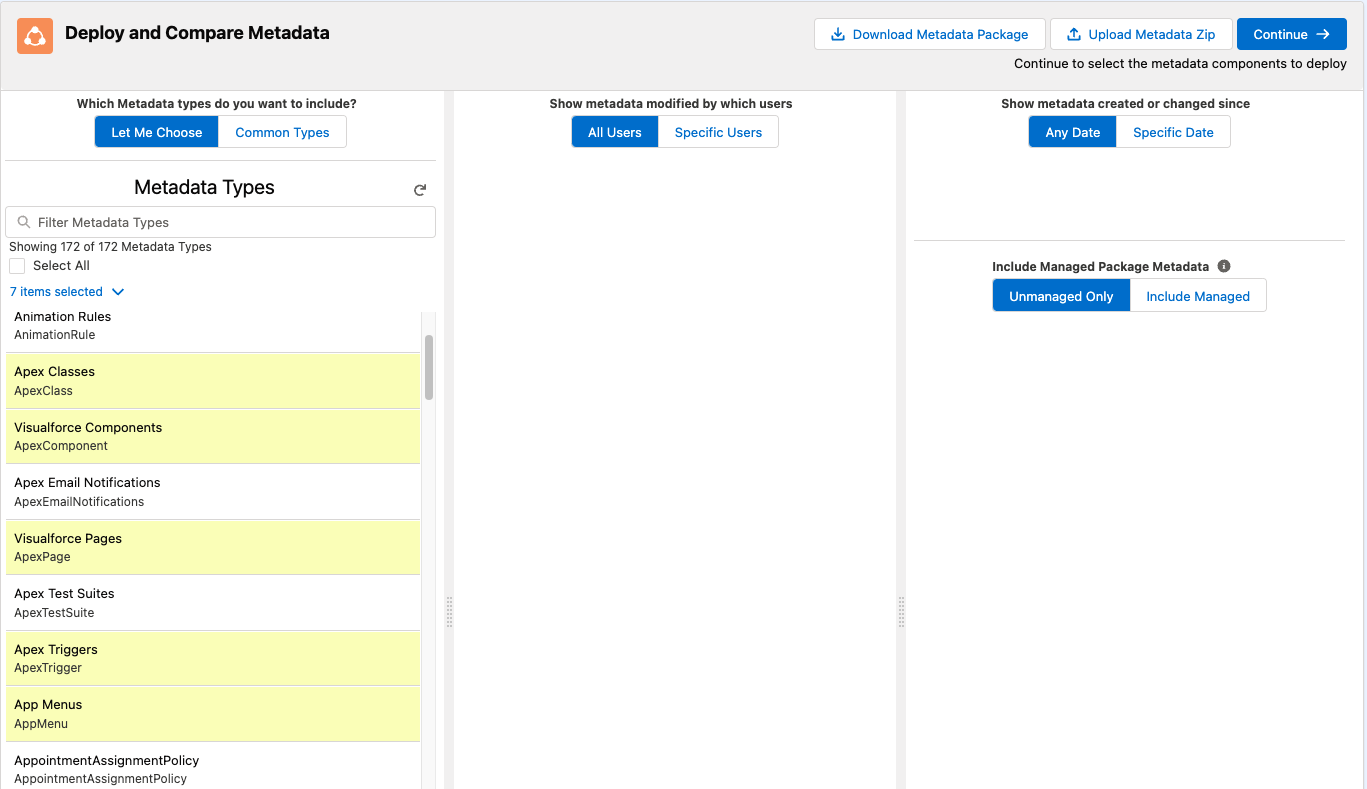 Deploy and Compare Metadata
Download Metadata Package
Upload Metadata Zip
Continue
Continue to select the metadata components to deploy
Which Metadata types do you want to include?
Let Me Choose
Common Types
Metadata Types
Filter Metadata Types
Showing 172 of 172 Metadata Types
Select All
7 items selected
Animation Rules
AnimationRule
Apex Classes
ApexClass
Visualforce Components
ApexComponent
Apex Email Notifications
ApexEmailNotifications
Visualforce Pages
ApexPage
Apex Test Suites
ApexTestSuite
Apex Triggers
ApexTrigger
App Menus
AppMenu
AppointmentAssignmentPolicy
AppointmentAssignmentPolicy
Show metadata modified by which users
All Users
Specific Users
Show metadata created or changed since
Any Date
Specific Date
Include Managed Package Metadata
Unmanaged Only
Include Managed